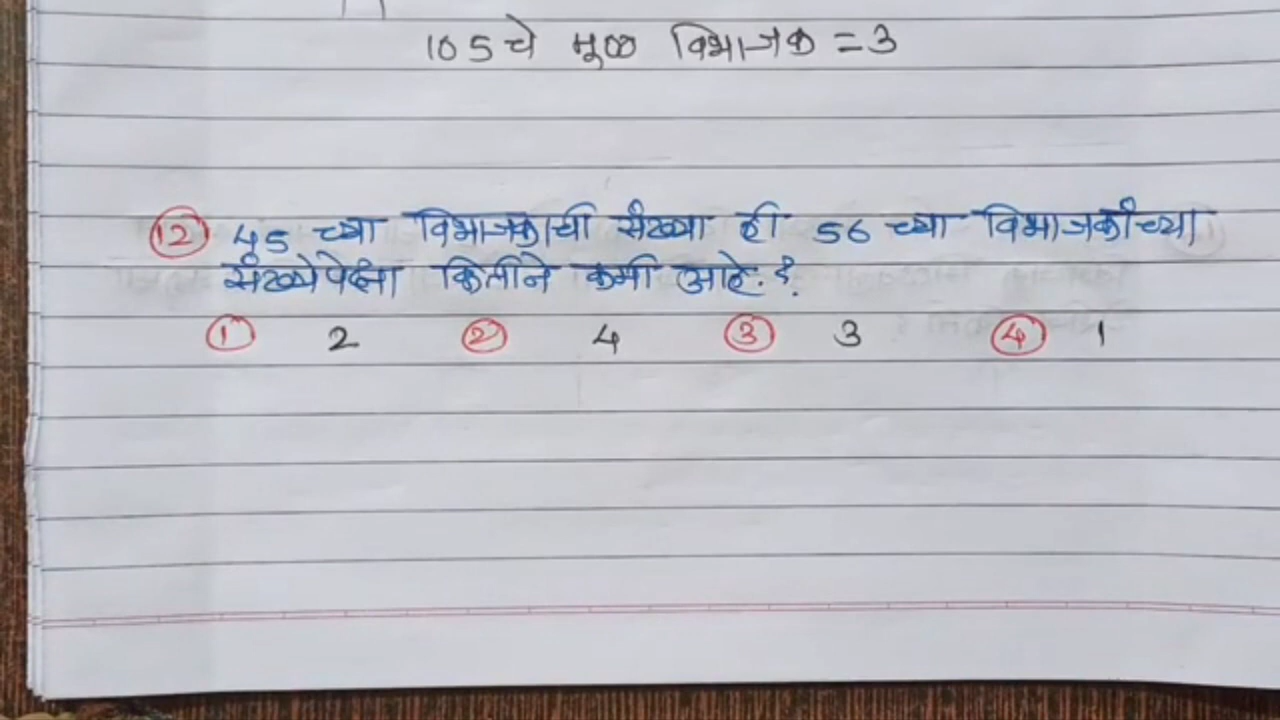 105 चे मूळ विभाजक = 3
12 45 च्या विभाजकाची संख्या ही 56 च्या विभाजकांच्या
संख्येपेक्षा कितीने कमी आहे.?
1 2 2 4 3 3 4 1